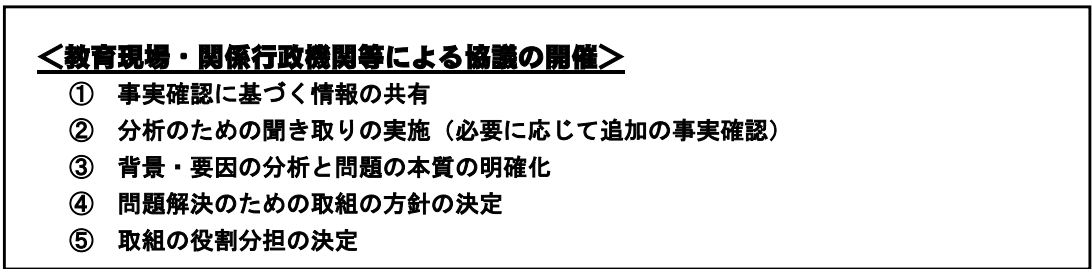 ＜教育現場・関係行政機関等による協議の開催＞
① 事実確認に基づく情報の共有
② 分析のための聞き取りの実施（必要に応じて追加の事実確認）
③ 背景・要因の分析と問題の本質の明確化
④ 問題解決のための取組の方針の決定
⑤ 取組の役割分担の決定